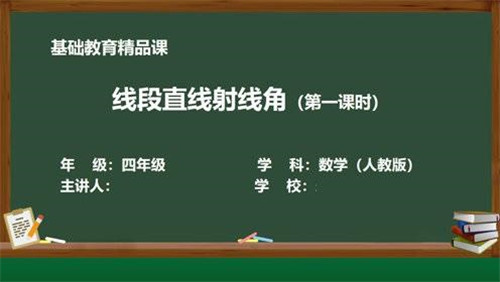 基础教育精品课
线段直线射线角（第一课时）
年 级：四年级 学 科：数学（人教版）
主讲人： 学 校：